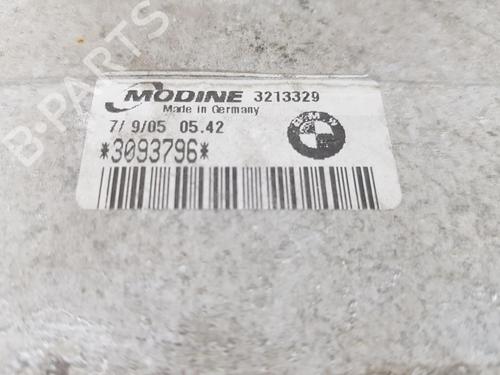 B-PARTS
MODINE 3213329
Made in Germany
7/ 9/05 05.42
BMW
*3093796*